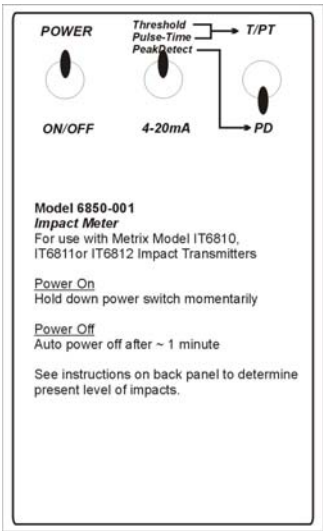 POWER
Threshold
Pulse-Time
PeakDetect
T/PT
ON/OFF
4-20mA
PD
Model 6850-001
Impact Meter
For use with Metrix Model IT6810,
IT6811or IT6812 Impact Transmitters
Power On
Hold down power switch momentarily
Power Off
Auto power off after ~ 1 minute
See instructions on back panel to determine
present level of impacts.